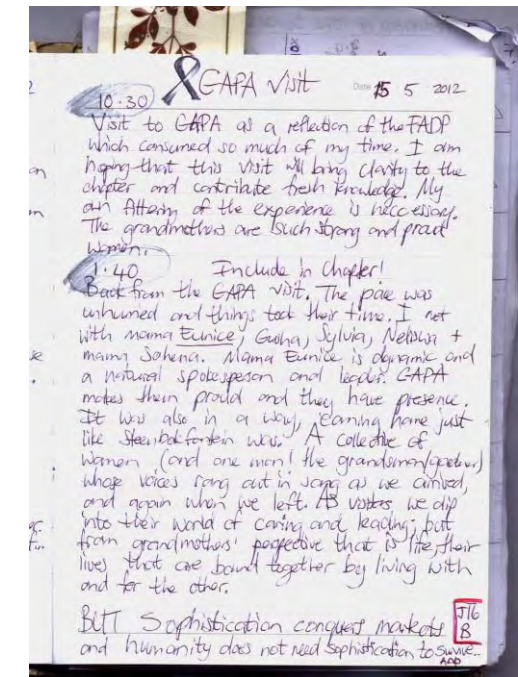 GAPA Visit Date 15 5 2012
10.30
Visit to GAPA as a reflection of the FADP
which consumed so much of my time. I am
hoping that this visit will bring clarity to the
chapter and contribute fresh knowledge. My
own filtering of the experience is neccessary.
The grandmothers are such strong and proud
women.
1.40 Include in Chapter!
Back from the GAPA visit. The pace was
unhurried and things took their time. I met
with mama Eunice, Sylvia, +
mama Mama Eunice is dynamic and
a natural spokesperson and leader. GAPA
makes them proud and they have presence.
It was also in a way, coming home just
like Steenbokfontein was. A collective of
women (and one man! the
whose voices rang out in song as we arrived,
and again when we left. As visitors we dip
into their world of caring and leading; but
from grandmothers' perspective that is life, their
lives that are bound together by living with
and for the other.
BUT Sophistication conquers markets
and humanity does not need sophistication to survive...
J16
B